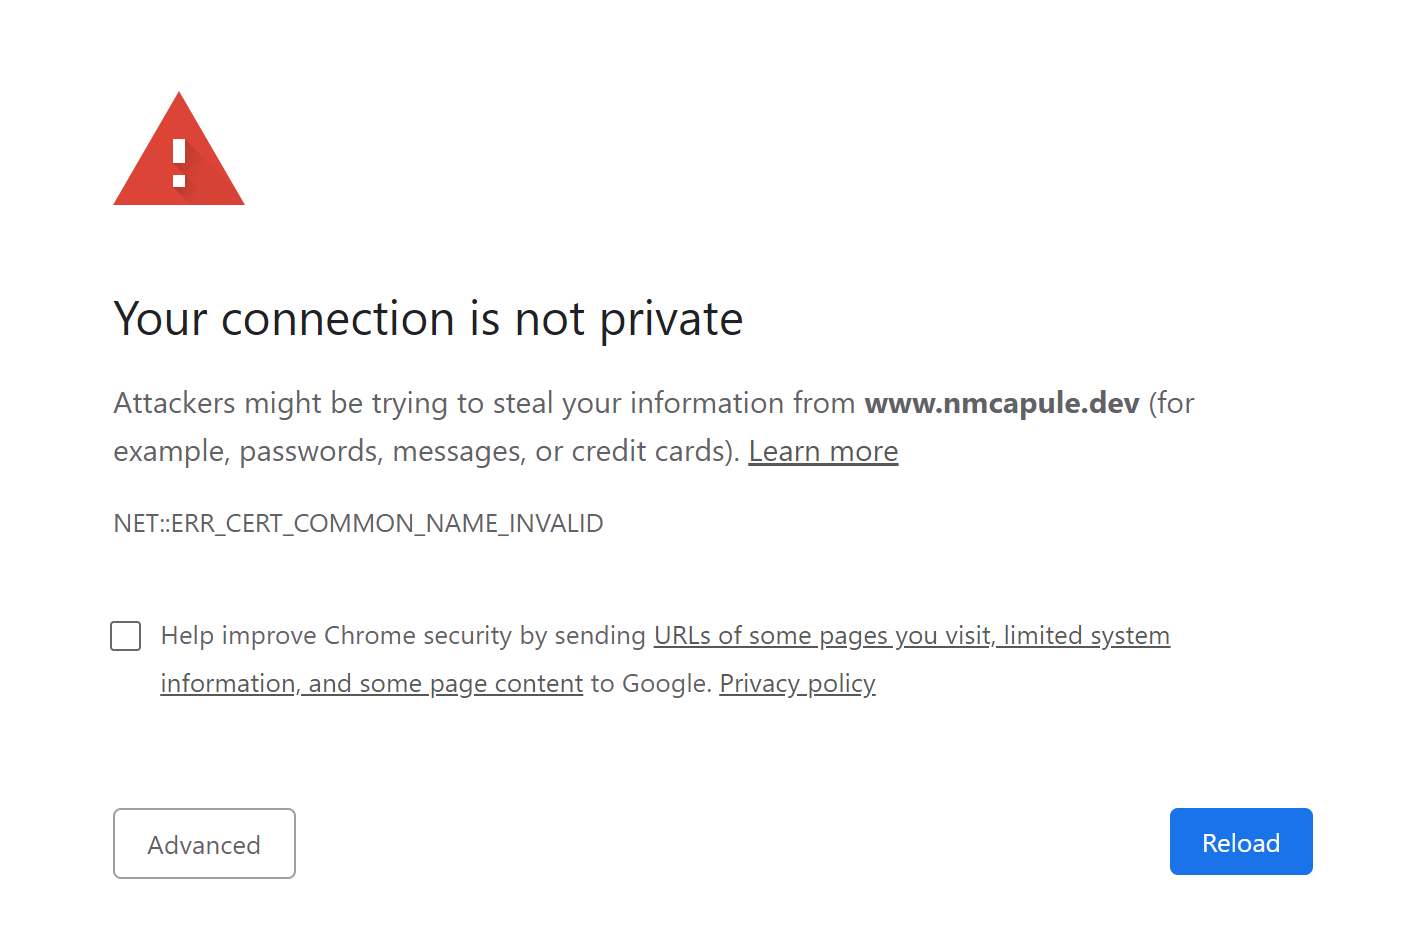 Your connection is not private
Attackers might be trying to steal your information from www.nmcapule.dev (for
example, passwords, messages, or credit cards). Learn more
NET::ERR_CERT_COMMON_NAME_INVALID
Help improve Chrome security by sending URLs of some pages you visit, limited system
information, and some page content to Google. Privacy policy
Advanced
Reload